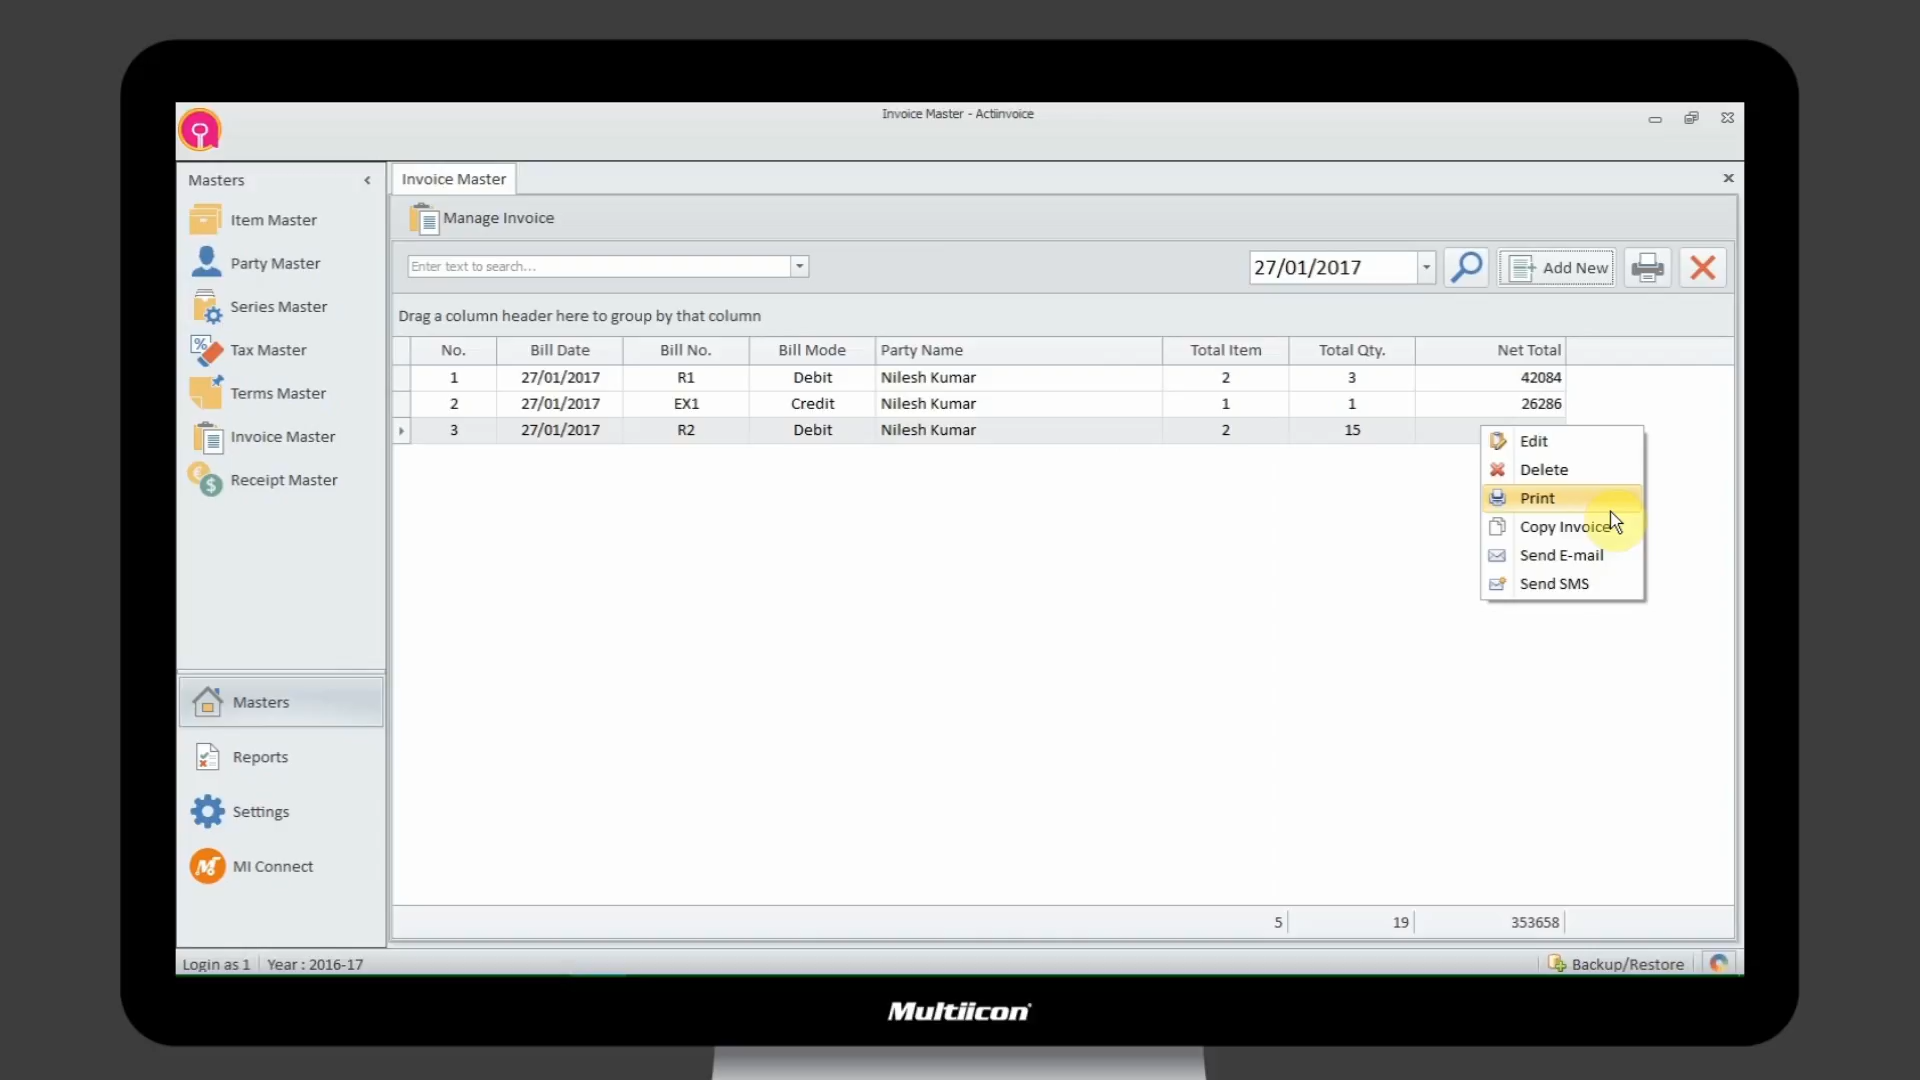 Invoice Master - Actiinvoice
Masters
Item Master
Party Master
Series Master
Tax Master
Terms Master
Invoice Master
Receipt Master
Masters
Reports
Settings
MI Connect
Invoice Master
Manage Invoice
Enter text to search...
27/01/2017
Add New
Drag a column header here to group by that column
No. Bill Date Bill No. Bill Mode Party Name Total Item Total Qty. Net Total
1 27/01/2017 R1 Debit Nilesh Kumar 2 3 42084
2 27/01/2017 EX1 Credit Nilesh Kumar 1 1 26286
3 27/01/2017 R2 Debit Nilesh Kumar 2 15
Edit
Delete
Print
Copy Invoice
Send E-mail
Send SMS
5 19 353658
Login as 1 Year : 2016-17
Backup/Restore
Multiicon